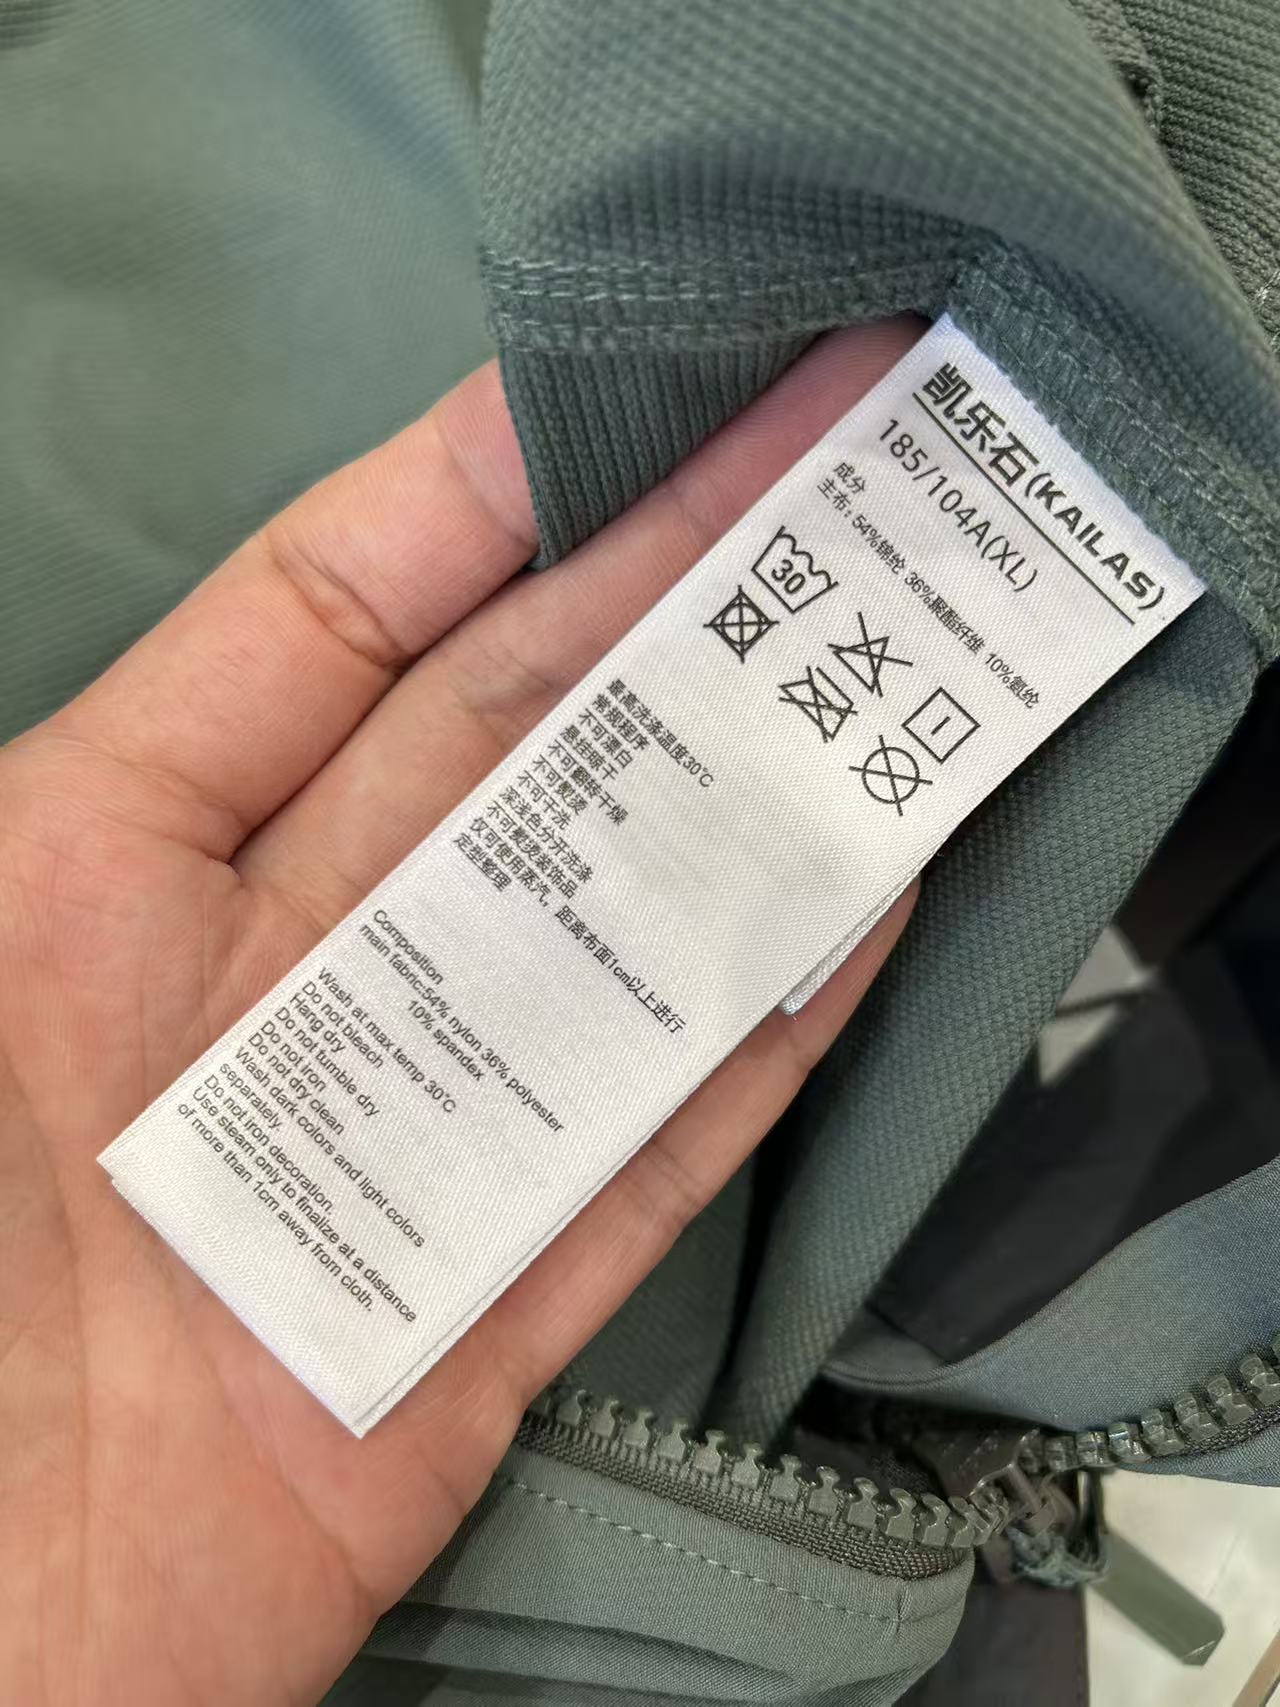 凯乐石(KAILAS)
185/104A(XL)
成分
主布：54%锦纶 36%聚酯纤维 10%氨纶
30
最高洗涤温度30℃
常规程序
不可漂白
悬挂晾干
不可翻转干燥
不可熨烫
不可干洗
深浅色分开洗涤
不可熨烫装饰品
仅可使用蒸汽，距离布面1cm以上进行
定型整理
Composition
main fabric:54% nylon 36% polyester
10% spandex
Wash at max temp 30℃
Do not bleach
Hang dry
Do not tumble dry
Do not iron
Do not dry clean
Wash dark colors and light colors
separately.
Do not iron decoration.
Use steam only to finalize at a distance
of more than 1cm away from cloth.